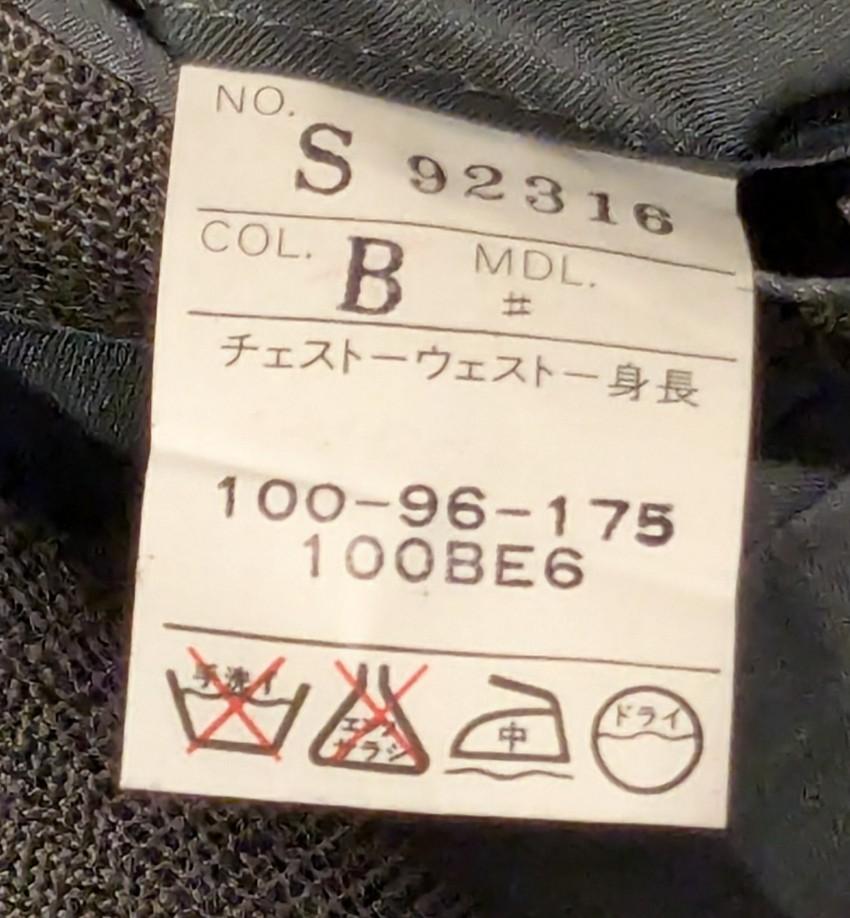 NO. S 92316
COL. B MDL. #
チェストーウェストー身長
100-96-175
100BE6
手洗イ
エンソサラシ
中
ドライ